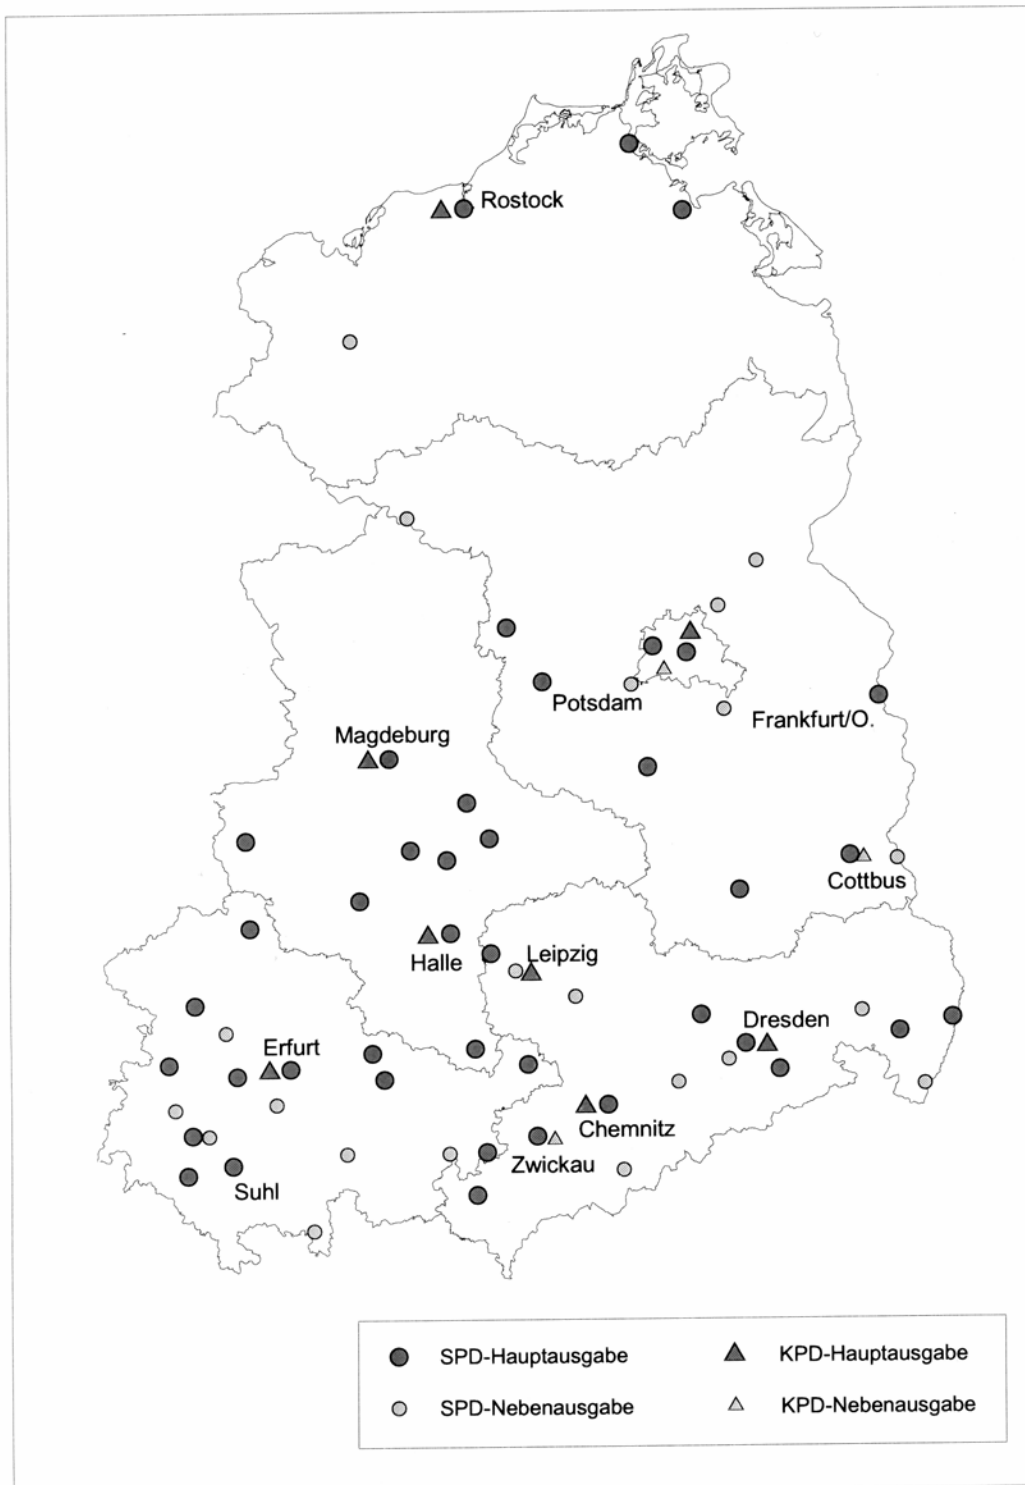 Rostock
Potsdam
Frankfurt/O.
Magdeburg
Cottbus
Halle
Leipzig
Dresden
Erfurt
Chemnitz
Zwickau
Suhl
SPD-Hauptausgabe
KPD-Hauptausgabe
SPD-Nebenausgabe
KPD-Nebenausgabe